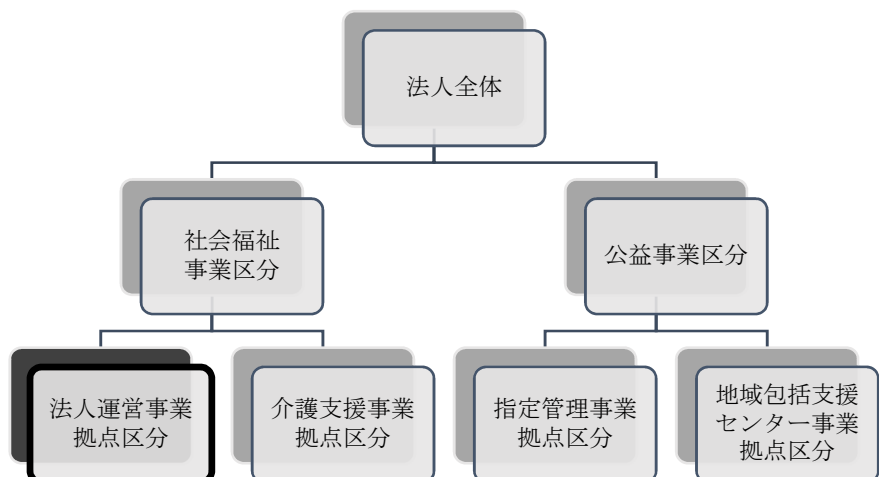 法人全体
社会福祉
事業区分
公益事業区分
法人運営事業
拠点区分
介護支援事業
拠点区分
指定管理事業
拠点区分
地域包括支援
センター事業
拠点区分